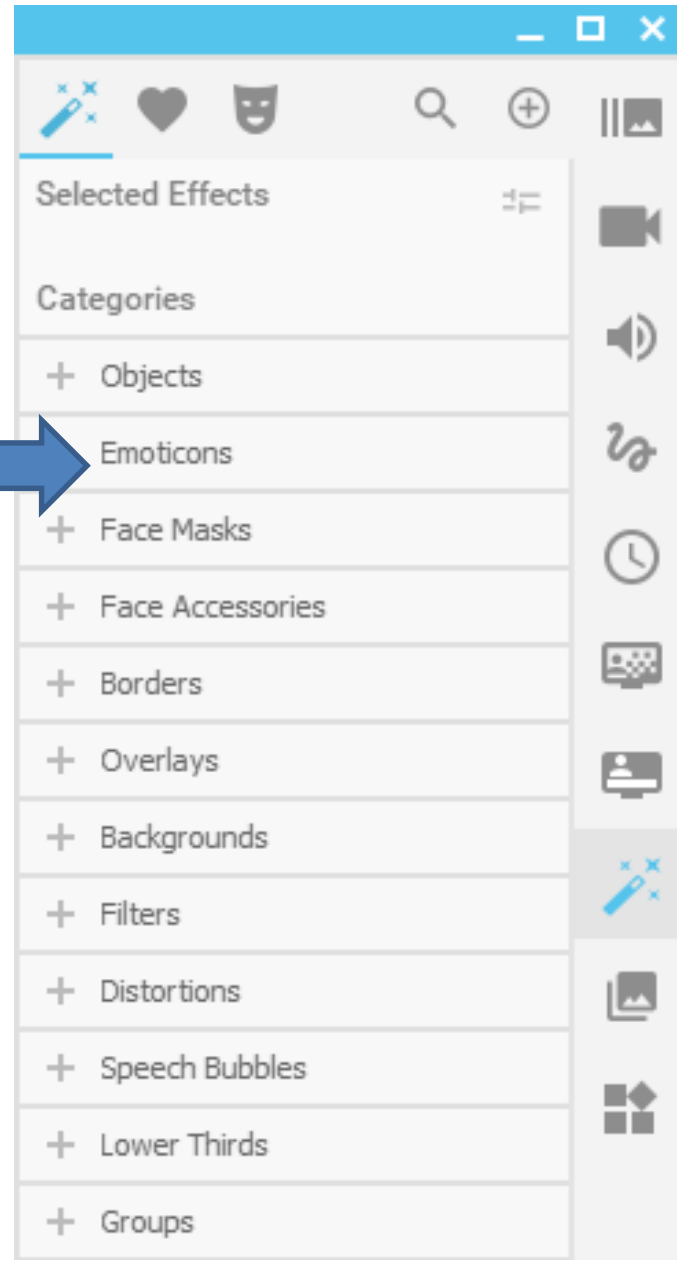 Selected Effects
Categories
Objects
Emoticons
Face Masks
Face Accessories
Borders
Overlays
Backgrounds
Filters
Distortions
Speech Bubbles
Lower Thirds
Groups